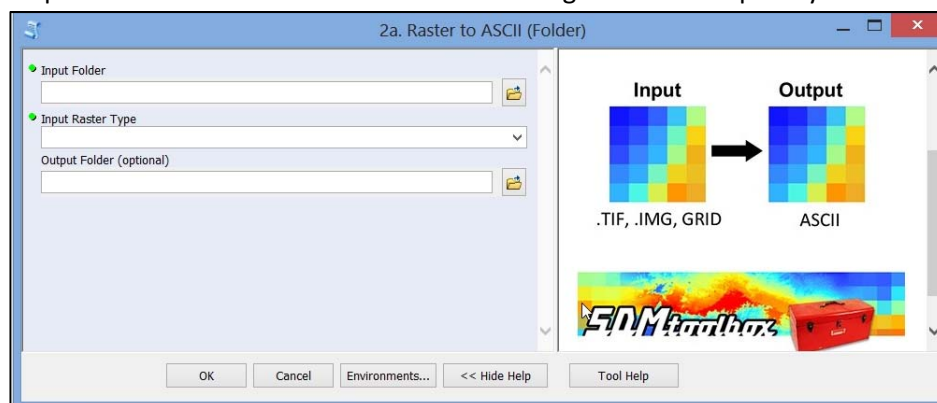 2a. Raster to ASCII (Folder)
Input Folder
Input Raster Type
Output Folder (optional)
Input
Output
.TIF, .IMG, GRID
ASCII
SDMtoolbox
OK
Cancel
Environments...
<< Hide Help
Tool Help